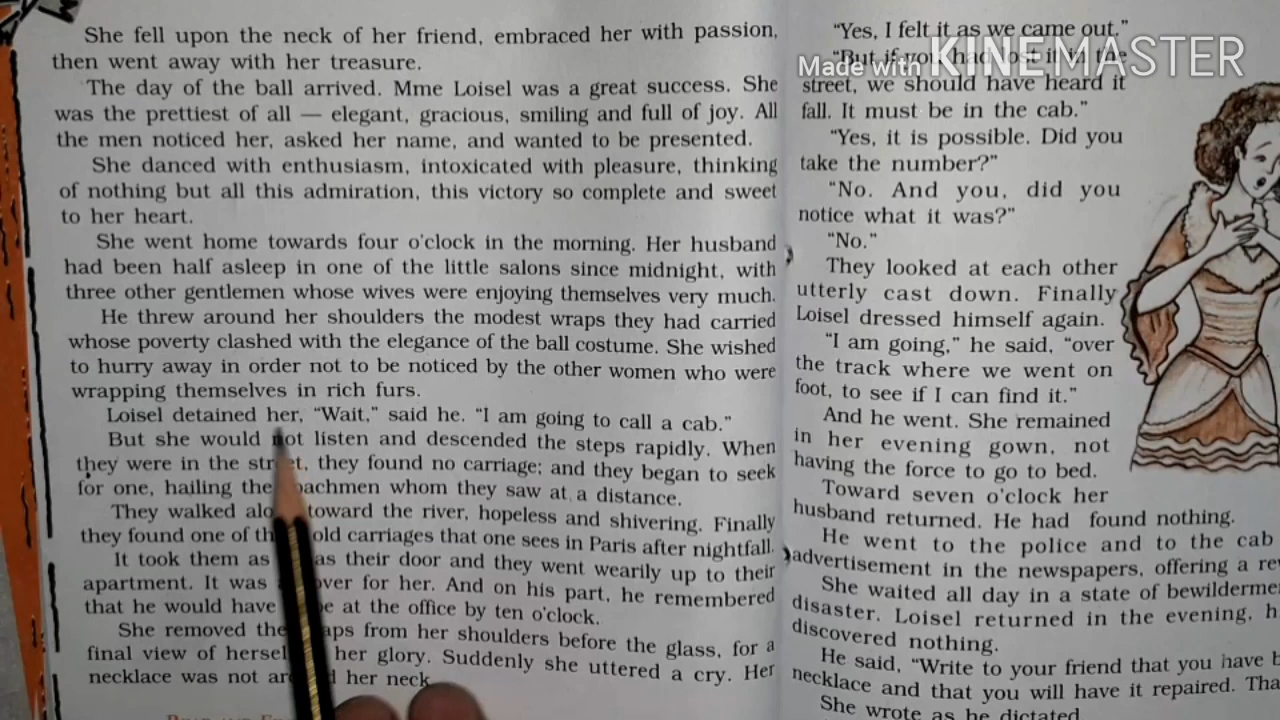 She fell upon the neck of her friend, embraced her with passion,
then went away with her treasure.
The day of the ball arrived. Mme Loisel was a great success. She
was the prettiest of all — elegant, gracious, smiling and full of joy. All
the men noticed her, asked her name, and wanted to be presented.
She danced with enthusiasm, intoxicated with pleasure, thinking
of nothing but all this admiration, this victory so complete and sweet
to her heart.
She went home towards four o'clock in the morning. Her husband
had been half asleep in one of the little salons since midnight, with
three other gentlemen whose wives were enjoying themselves very much.
He threw around her shoulders the modest wraps they had carried
whose poverty clashed with the elegance of the ball costume. She wished
to hurry away in order not to be noticed by the other women who were
wrapping themselves in rich furs.
Loisel detained her, “Wait,” said he. “I am going to call a cab.”
But she would not listen and descended the steps rapidly. When
they were in the street, they found no carriage; and they began to seek
for one, hailing the coachmen whom they saw at a distance.
They walked alo toward the river, hopeless and shivering. Finally
they found one of th old carriages that one sees in Paris after nightfall.
It took them as as their door and they went wearily up to their
apartment. It was over for her. And on his part, he remembered
that he would have at the office by ten o'clock.
She removed the aps from her shoulders before the glass, for a
final view of hersel her glory. Suddenly she uttered a cry. Her
necklace was not ar her neck
“Yes, I felt it as we came out.”
“But if you had lost it in the
street, we should have heard it
fall. It must be in the cab.”
“Yes, it is possible. Did you
take the number?”
“No. And you, did you
notice what it was?”
“No.”
They looked at each other
utterly cast down. Finally
Loisel dressed himself again.
“I am going,” he said, “over
the track where we went on
foot, to see if I can find it.”
And he went. She remained
in her evening gown, not
having the force to go to bed.
Toward seven o'clock her
husband returned. He had found nothing.
He went to the police and to the cab
advertisement in the newspapers, offering a re
She waited all day in a state of bewilderme
disaster. Loisel returned in the evening, h
discovered nothing.
He said, “Write to your friend that you have b
necklace and that you will have it repaired. Tha
She wrote as he dictated.
Made with KINEMASTER